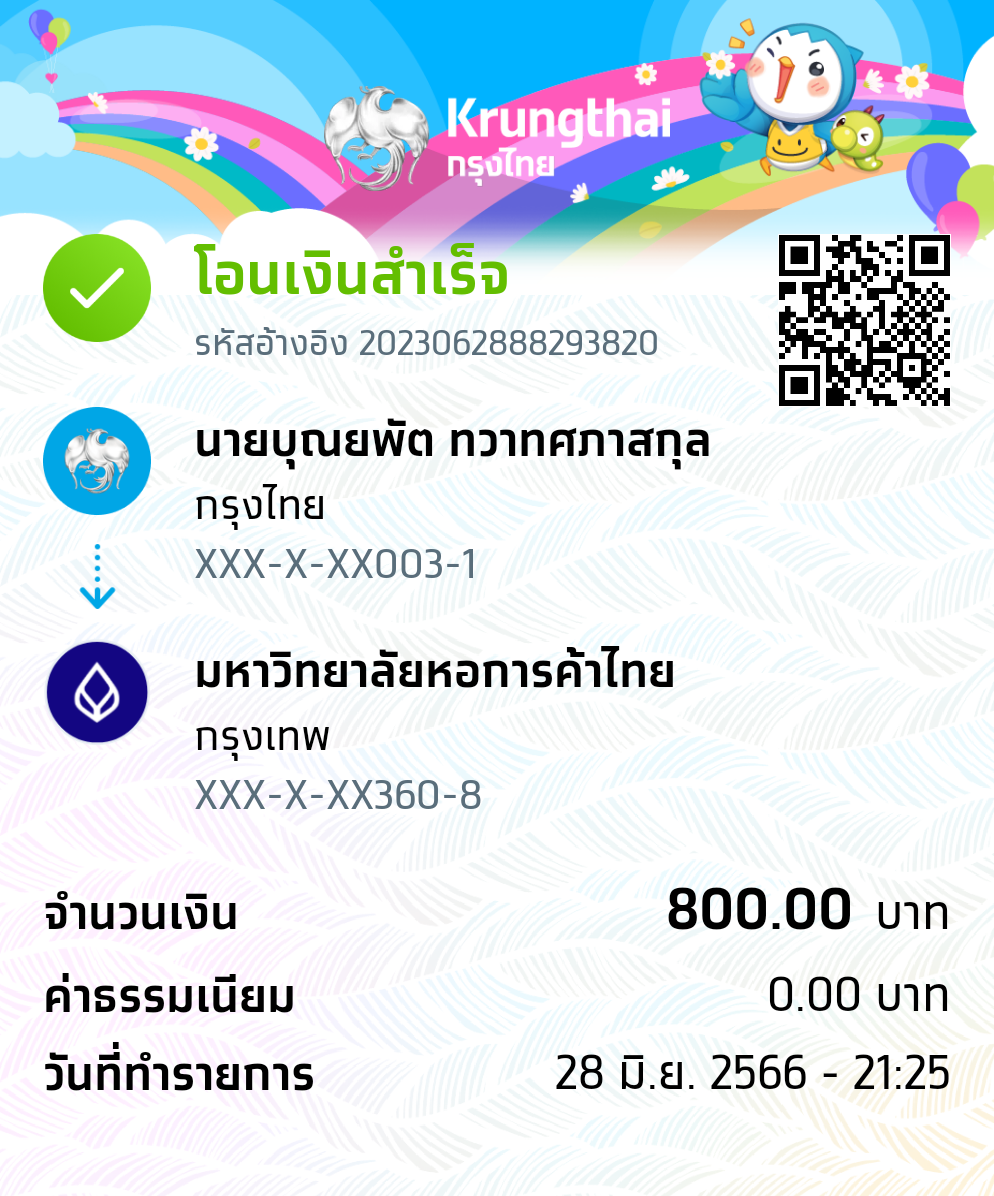 Krungthai
กรุงไทย
โอนเงินสำเร็จ
รหัสอ้างอิง 2023062888293820
นายบุณยพัต ทวาทศภาสกุล
กรุงไทย
XXX-X-XX003-1
มหาวิทยาลัยหอการค้าไทย
กรุงเทพ
XXX-X-XX360-8
จำนวนเงิน 800.00 บาท
ค่าธรรมเนียม 0.00 บาท
วันที่ทำรายการ 28 มิ.ย. 2566 - 21:25